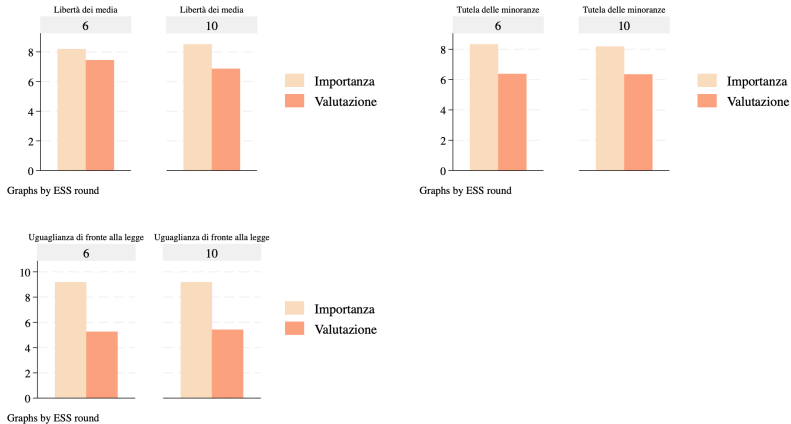 Libertà dei media
Libertà dei media
6
10
8
6
4
2
0
Importanza
Valutazione
Graphs by ESS round
Tutela delle minoranze
Tutela delle minoranze
6
10
8
6
4
2
0
Importanza
Valutazione
Graphs by ESS round
Uguaglianza di fronte alla legge
Uguaglianza di fronte alla legge
6
10
10
8
6
4
2
0
Importanza
Valutazione
Graphs by ESS round